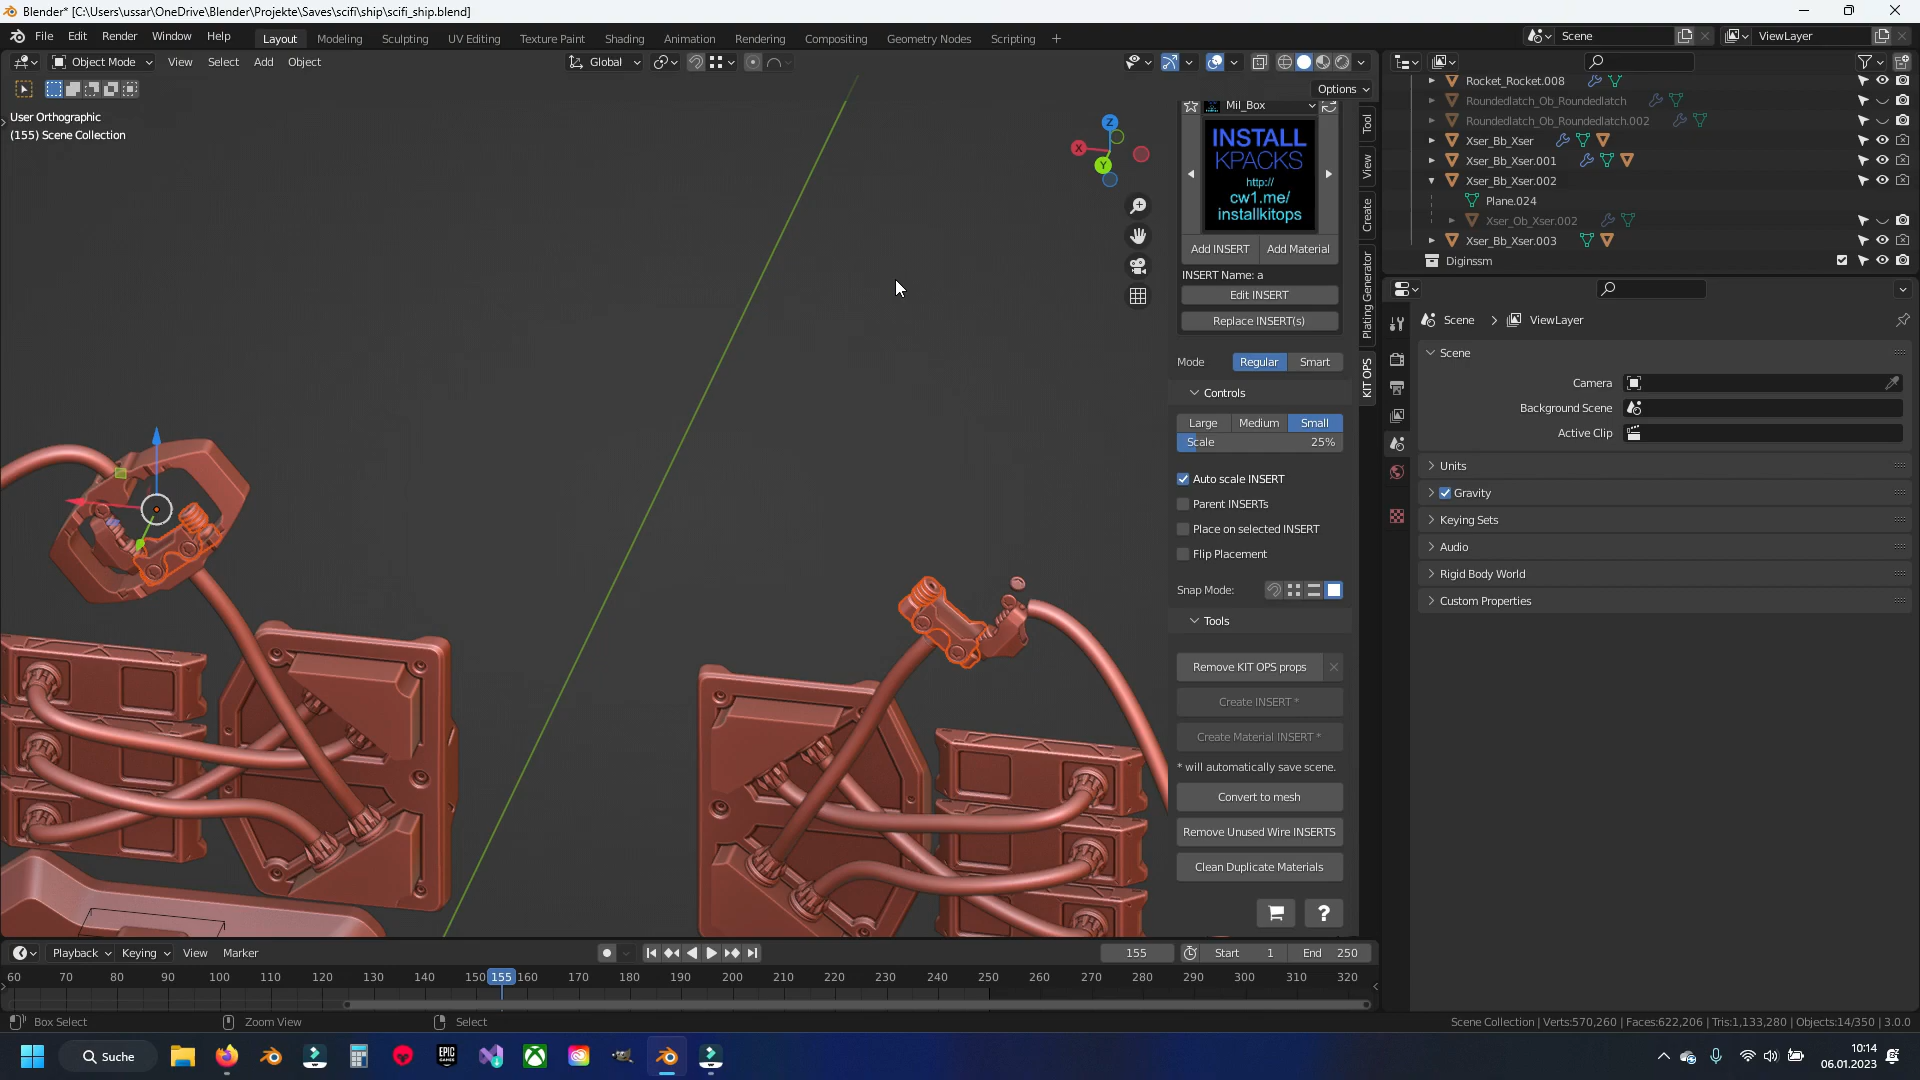 Blender* [C:\Users\ussar\OneDrive\Blender\Projekte\Saves\scifi\ship\scifi_ship.blend]
File Edit Render Window Help Layout Modeling Sculpting UV Editing Texture Paint Shading Animation Rendering Compositing Geometry Nodes Scripting + Scene ViewLayer
Object Mode View Select Add Object Global
Options
User Orthographic
(155) Scene Collection
Z
X
Y
Mil_Box
INSTALL
KPACKS
http://
cw1.me/
installkitops
Add INSERT Add Material
INSERT Name: a
Edit INSERT
Replace INSERT(s)
Mode Regular Smart
Controls
Large Medium Small
Scale 25%
Auto scale INSERT
Parent INSERTs
Place on selected INSERT
Flip Placement
Snap Mode:
Tools
Remove KIT OPS props
Create INSERT *
Create Material INSERT *
* will automatically save scene.
Convert to mesh
Remove Unused Wire INSERTS
Clean Duplicate Materials
?
Tool
View
Create
Plating Generator
KIT OPS
Rocket_Rocket.008
Roundedlatch_Ob_Roundedlatch
Roundedlatch_Ob_Roundedlatch.002
Xser_Bb_Xser
Xser_Bb_Xser.001
Xser_Bb_Xser.002
Plane.024
Xser_Ob_Xser.002
Xser_Bb_Xser.003
Diginssm
Scene > ViewLayer
Scene
Camera
Background Scene
Active Clip
Units
Gravity
Keying Sets
Audio
Rigid Body World
Custom Properties
Playback Keying View Marker 155 Start 1 End 250
60 70 80 90 100 110 120 130 140 150 155 160 170 180 190 200 210 220 230 240 250 260 270 280 290 300 310 320
Box Select Zoom View Select Scene Collection | Verts:570,260 | Faces:622,206 | Tris:1,133,280 | Objects:14/350 | 3.0.0
Suche
EPIC
GAMES
10:14
06.01.2023